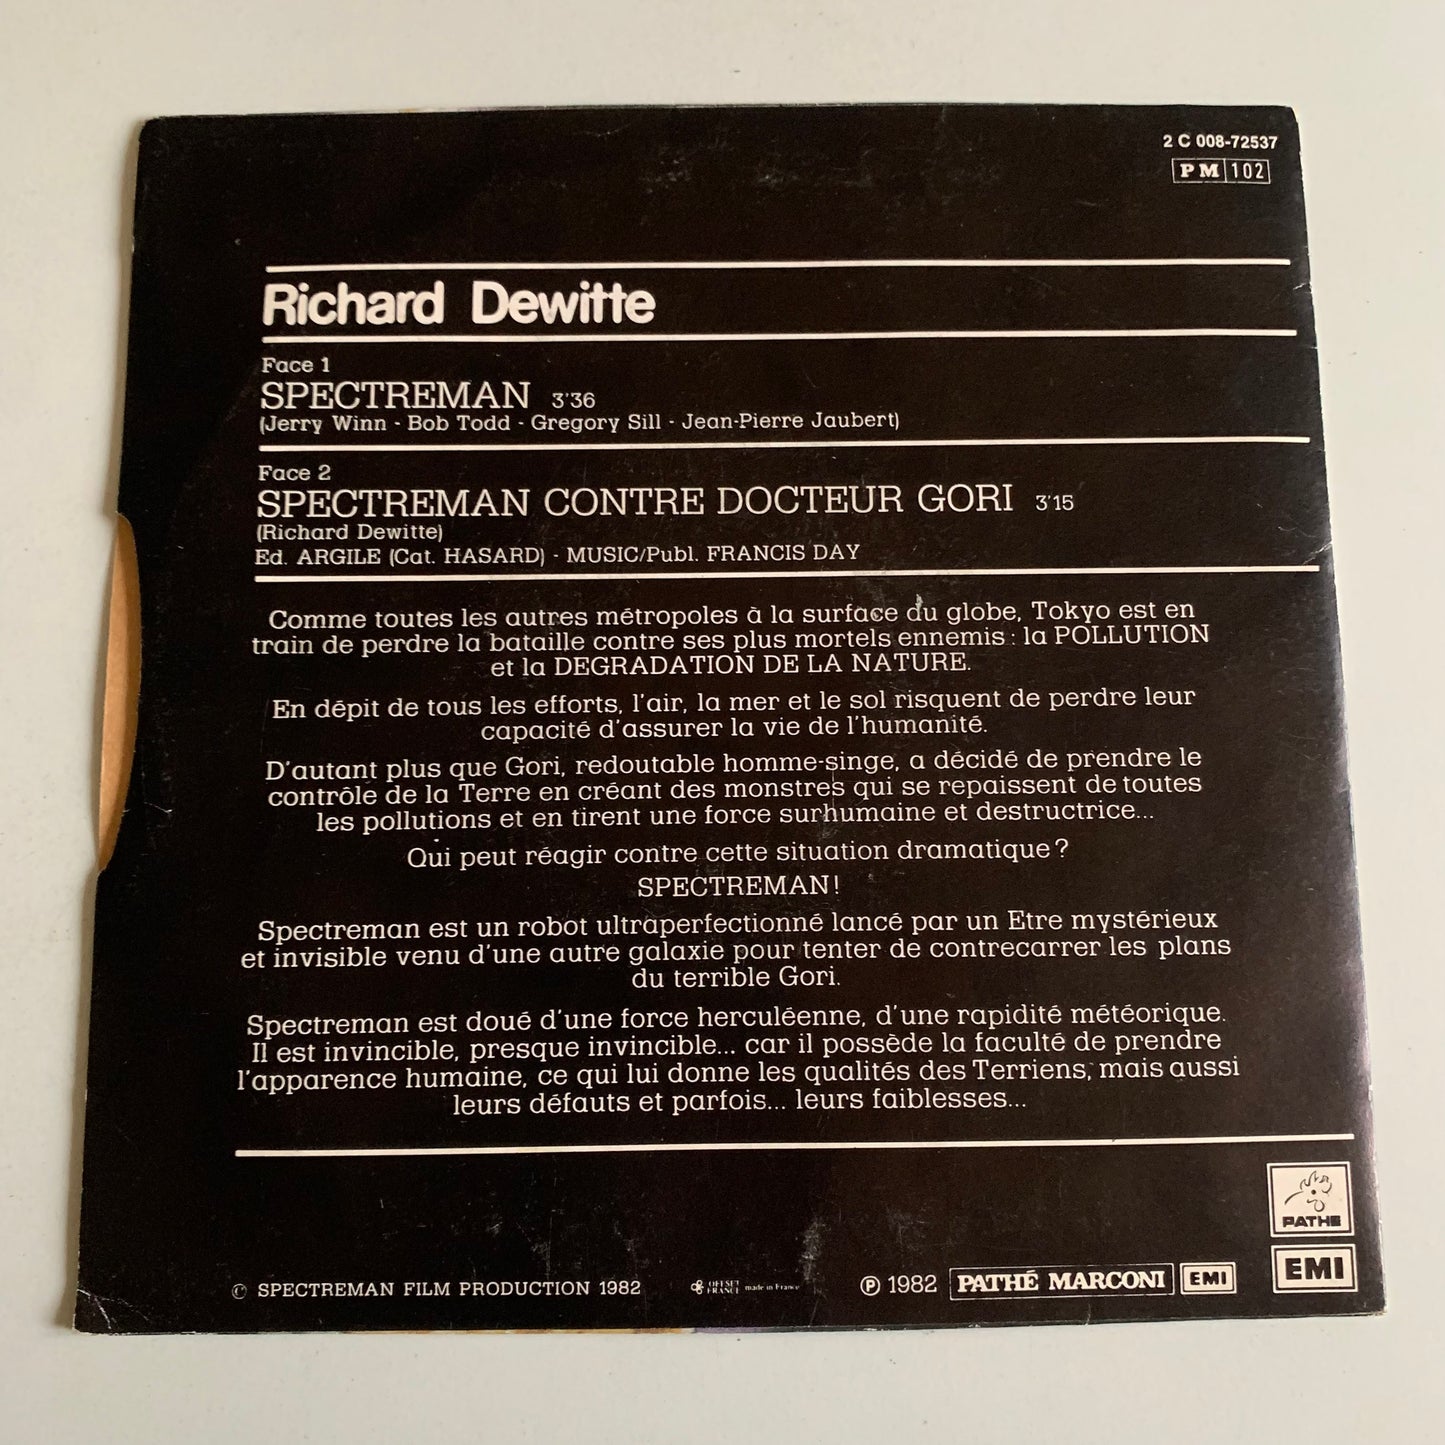 2 C 008-72537
PM 102
Richard Dewitte
Face 1
SPECTREMAN 3'36
(Jerry Winn - Bob Todd - Gregory Sill - Jean-Pierre Jaubert)
Face 2
SPECTREMAN CONTRE DOCTEUR GORI 3'15
(Richard Dewitte)
Ed. ARGILE (Cat. HASARD) - MUSIC/Publ. FRANCIS DAY
Comme toutes les autres métropoles à la surface du globe, Tokyo est en
train de perdre la bataille contre ses plus mortels ennemis : la POLLUTION
et la DEGRADATION DE LA NATURE.
En dépit de tous les efforts, l'air, la mer et le sol risquent de perdre leur
capacité d'assurer la vie de l'humanité.
D'autant plus que Gori, redoutable homme-singe, a décidé de prendre le
contrôle de la Terre en créant des monstres qui se repaissent de toutes
les pollutions et en tirent une force surhumaine et destructrice...
Qui peut réagir contre cette situation dramatique ?
SPECTREMAN !
Spectreman est un robot ultraperfectionné lancé par un Etre mystérieux
et invisible venu d'une autre galaxie pour tenter de contrecarrer les plans
du terrible Gori.
Spectreman est doué d'une force herculéenne, d'une rapidité météorique.
Il est invincible, presque invincible... car il possède la faculté de prendre
l'apparence humaine, ce qui lui donne les qualités des Terriens, mais aussi
leurs défauts et parfois... leurs faiblesses...
PATHE
EMI
© SPECTREMAN FILM PRODUCTION 1982
OFFSET
FRANCE made in France
℗ 1982 PATHÉ MARCONI EMI